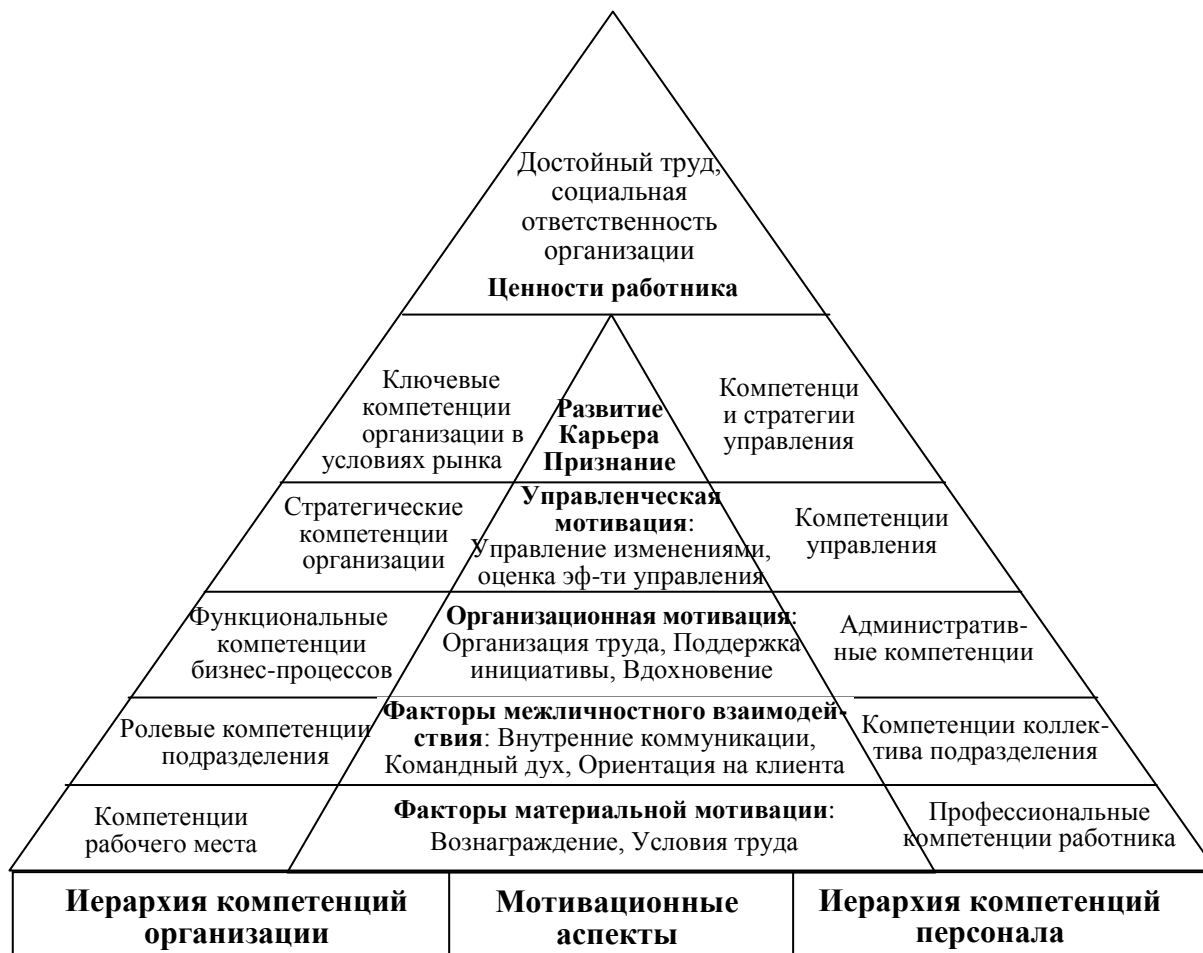 Достойный труд,
социальная
ответственность
организации
Ценности работника
Ключевые
компетенции
организации в
условиях рынка
Развитие
Карьера
Признание
Компетенци
и стратегии
управления
Стратегические
компетенции
организации
Управленческая
мотивация:
Управление изменениями,
оценка эф-ти управления
Компетенции
управления
Функциональные
компетенции
бизнес-процессов
Организационная мотивация:
Организация труда, Поддержка
инициативы, Вдохновение
Административ-
ные компетенции
Ролевые компетенции
подразделения
Факторы межличностного взаимодей-
ствия: Внутренние коммуникации,
Командный дух, Ориентация на клиента
Компетенции коллек-
тива подразделения
Компетенции
рабочего места
Факторы материальной мотивации:
Вознаграждение, Условия труда
Профессиональные
компетенции работника
Иерархия компетенций
организации
Мотивационные
аспекты
Иерархия компетенций
персонала